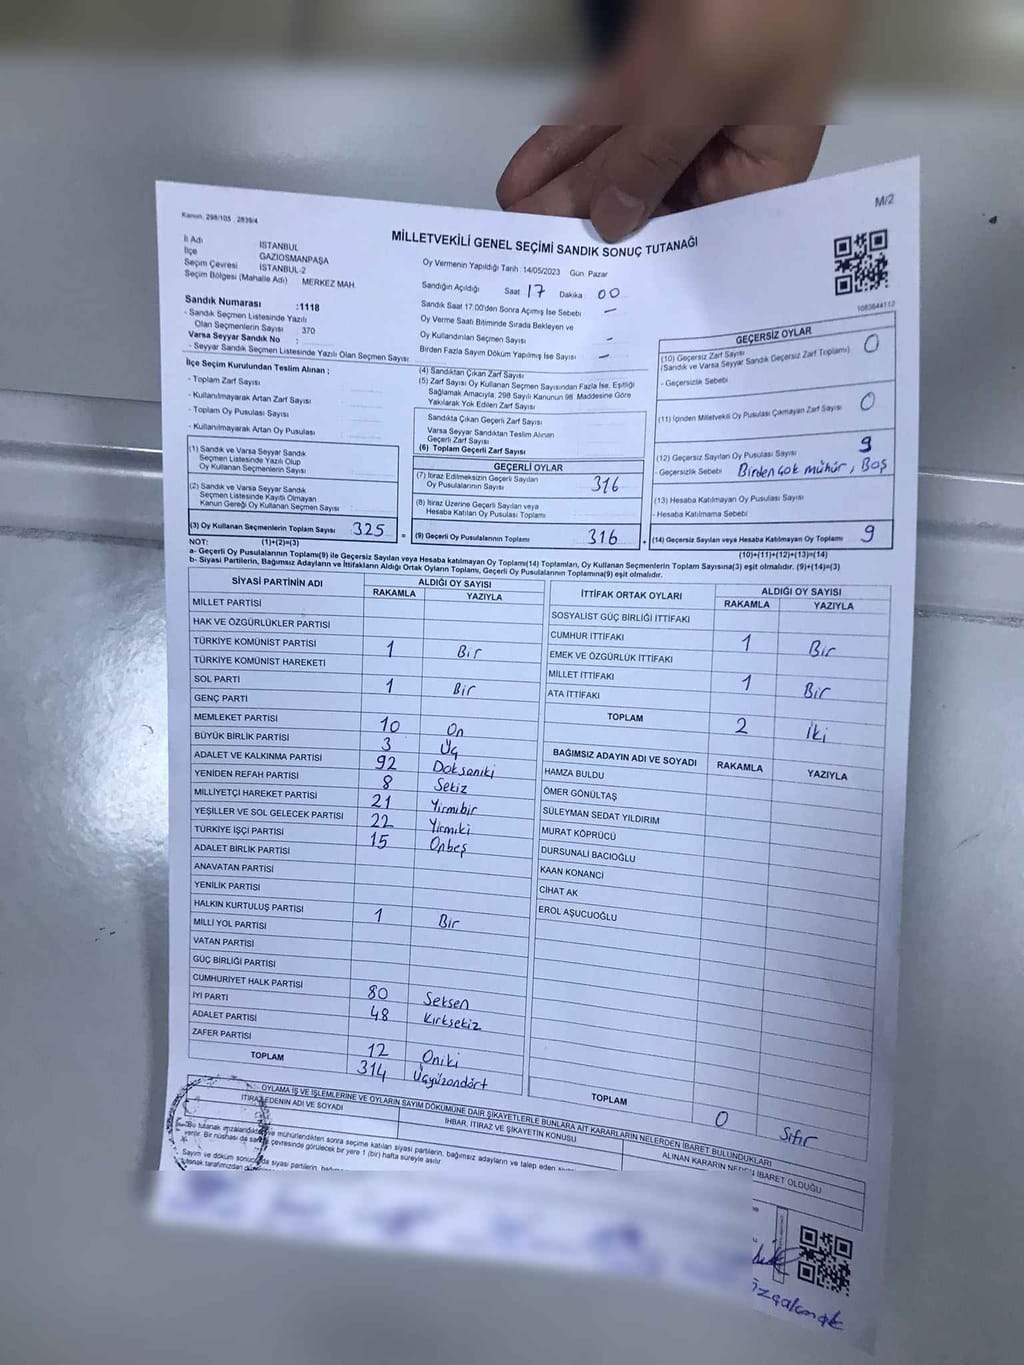 M/2
Kanun, 298/105 , 2839/4
MİLLETVEKİLİ GENEL SEÇİMİ SANDIK SONUÇ TUTANAĞI
İl Adı İSTANBUL
İlçe GAZİOSMANPAŞA
Seçim Çevresi İSTANBUL-2
Seçim Bölgesi (Mahalle Adı) MERKEZ MAH
Sandık Numarası :1118
- Sandık Seçmen Listesinde Yazılı
Olan Seçmenlerin Sayısı : 370
Varsa Seyyar Sandık No :
- Seyyar Sandık Seçmen Listesinde Yazılı Olan Seçmen Sayısı
Oy Vermenin Yapıldığı Tarih :14/05/2023 Gün: Pazar
Sandığın Açıldığı Saat 17 Dakika 00
Sandık Saat 17.00'den Sonra Açımış İse Sebebi —
Oy Verme Saati Bitiminde Sırada Bekleyen ve
Oy Kullandırılan Seçmen Sayısı —
Birden Fazla Sayım Döküm Yapılmış İse Sayısı —
1083644112
İlçe Seçim Kurulundan Teslim Alınan :
- Toplam Zarf Sayısı
- Kullanılmayarak Artan Zarf Sayısı
- Toplam Oy Pusulası Sayısı
- Kullanılmayarak Artan Oy Pusulası
(1) Sandık ve Varsa Seyyar Sandık
Seçmen Listesinde Yazılı Olup
Oy Kullanan Seçmenlerin Sayısı
(2) Sandık ve Varsa Seyyar Sandık
Seçmen Listesinde Kayıtlı Olmayan
Kanun Gereği Oy Kullanan Seçmen Sayısı
(3) Oy Kullanan Seçmenlerin Toplam Sayısı 325 =
(1)+(2)=(3)
(4) Sandıktan Çıkan Zarf Sayısı
(5) Zarf Sayısı Oy Kullanan Seçmen Sayısından Fazla İse, Eşitliği
Sağlamak Amacıyla, 298 Sayılı Kanunun 98. Maddesine Göre
Yakılarak Yok Edilen Zarf Sayısı
Sandıkta Çıkan Geçerli Zarf Sayısı
Varsa Seyyar Sandıktan Teslim Alınan
Geçerli Zarf Sayısı
(6) Toplam Geçerli Zarf Sayısı
GEÇERLİ OYLAR
(7) İtiraz Edilmeksizin Geçerli Sayılan
Oy Pusulalarının Sayısı 316
(8) İtiraz Üzerine Geçerli Sayılan veya
Hesaba Katılan Oy Pusulası Toplamı
(9) Geçerli Oy Pusulalarının Toplamı 316 +
GEÇERSİZ OYLAR
(10) Geçersiz Zarf Sayısı 0
(Sandık ve Varsa Seyyar Sandık Geçersiz Zarf Toplamı)
- Geçersizlik Sebebi
(11) İçinden Milletvekili Oy Pusulası Çıkmayan Zarf Sayısı 0
(12) Geçersiz Sayılan Oy Pusulası Sayısı 9
- Geçersizlik Sebebi Birden çok mühür, Boş
(13) Hesaba Katılmayan Oy Pusulası Sayısı
- Hesaba Katılmama Sebebi
(14) Geçersiz Sayılan veya Hesaba Katılmayan Oy Toplamı 9
(10)+(11)+(12)+(13)=(14)
NOT:
a- Geçerli Oy Pusulalarının Toplamı(9) ile Geçersiz Sayılan veya Hesaba katılmayan Oy Toplamı(14) Toplamları, Oy Kullanan Seçmenlerin Toplam Sayısına(3) eşit olmalıdır. (9)+(14)=(3)
b- Siyasi Partilerin, Bağımsız Adayların ve İttifakların Aldığı Ortak Oyların Toplamı, Geçerli Oy Pusulalarının Toplamına(9) eşit olmalıdır.
SİYASİ PARTİNİN ADI ALDIĞI OY SAYISI
RAKAMLA YAZIYLA
MİLLET PARTİSİ
HAK VE ÖZGÜRLÜKLER PARTİSİ
TÜRKİYE KOMÜNİST PARTİSİ 1 Bir
TÜRKİYE KOMÜNİST HAREKETİ
SOL PARTİ 1 Bir
GENÇ PARTİ
MEMLEKET PARTİSİ 10 On
BÜYÜK BİRLİK PARTİSİ 3 Üç
ADALET VE KALKINMA PARTİSİ 92 Doksaniki
YENİDEN REFAH PARTİSİ 8 Sekiz
MİLLİYETÇİ HAREKET PARTİSİ 21 Yirmibir
YEŞİLLER VE SOL GELECEK PARTİSİ 22 Yirmiki
TÜRKİYE İŞÇİ PARTİSİ 15 Onbeş
ADALET BİRLİK PARTİSİ
ANAVATAN PARTİSİ
YENİLİK PARTİSİ
HALKIN KURTULUŞ PARTİSİ 1 Bir
MİLLİ YOL PARTİSİ
VATAN PARTİSİ
GÜÇ BİRLİĞİ PARTİSİ
CUMHURİYET HALK PARTİSİ 80 Seksen
İYİ PARTİ 48 Kırksekiz
ADALET PARTİSİ
ZAFER PARTİSİ 12 Oniki
TOPLAM 314 Üçyüzondört
İTTİFAK ORTAK OYLARI ALDIĞI OY SAYISI
RAKAMLA YAZIYLA
SOSYALİST GÜÇ BİRLİĞİ İTTİFAKI
CUMHUR İTTİFAKI 1 Bir
EMEK VE ÖZGÜRLÜK İTTİFAKI
MİLLET İTTİFAKI 1 Bir
ATA İTTİFAKI
TOPLAM 2 İki
BAĞIMSIZ ADAYIN ADI VE SOYADI RAKAMLA YAZIYLA
HAMZA BULDU
ÖMER GÖNÜLTAŞ
SÜLEYMAN SEDAT YILDIRIM
MURAT KÖPRÜCÜ
DURSUNALİ BACIOĞLU
KAAN KONANCİ
CİHAT AK
EROL AŞUCUOĞLU
TOPLAM 0 Sıfır
OYLAMA İŞ VE İŞLEMLERİNE VE OYLARIN SAYIM DÖKÜMÜNE DAİR ŞİKAYETLERLE BUNLARA AİT KARARLARIN NELERDEN İBARET BULUNDUKLARI
İTİRAZ EDENİN ADI VE SOYADI İHBAR, İTİRAZ VE ŞİKAYETİN KONUSU ALINAN KARARIN NEDEN İBARET OLDUĞU
Bu tutanak imzalandıktan ve mühürlendikten sonra seçime katılan siyasi partilerin, bağımsız adayların ve talep eden
verilir. Bir nüshası da sandık çevresinde görülecek bir yere 1 (bir) hafta süreyle asılır.
Sayım ve döküm sonucunda siyasi partilerin,